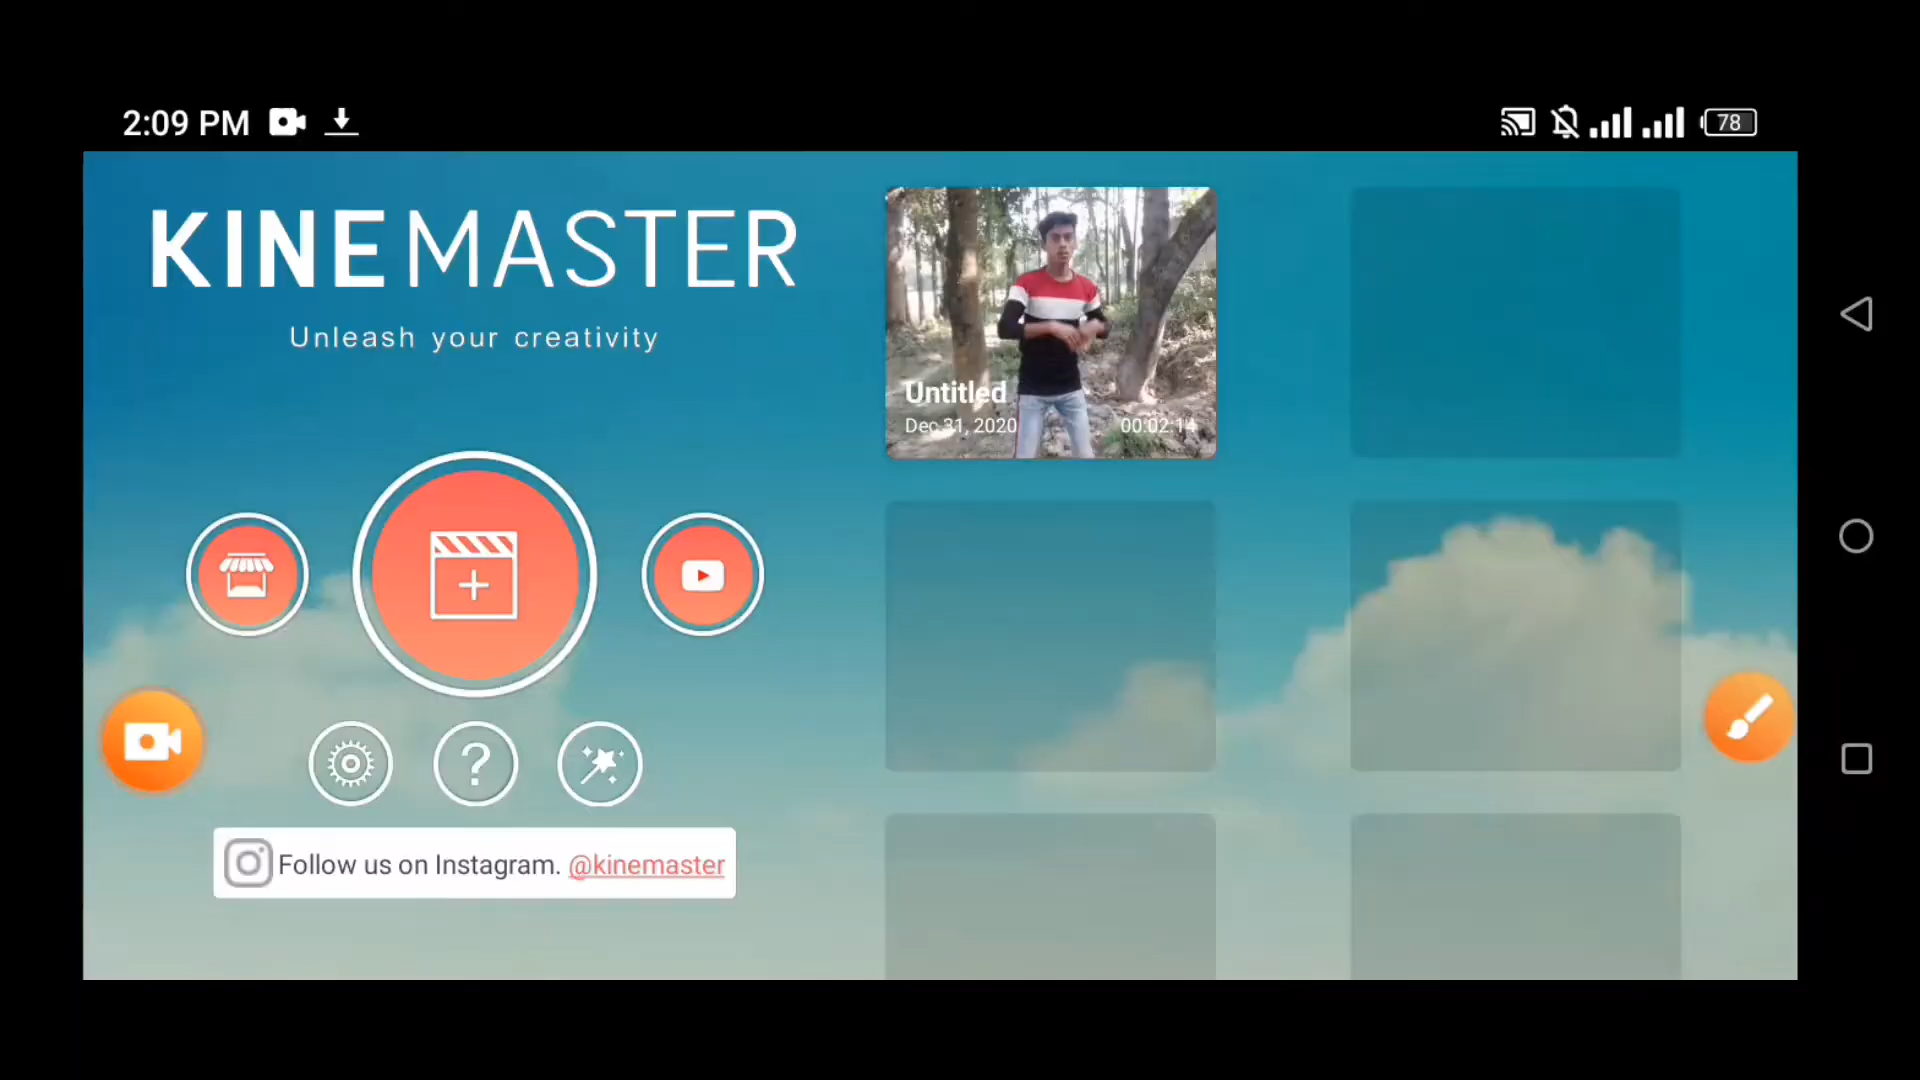 2:09 PM
78
KINEMASTER
Unleash your creativity
Untitled
Dec 31, 2020 00:02:14
?
Follow us on Instagram. @kinemaster